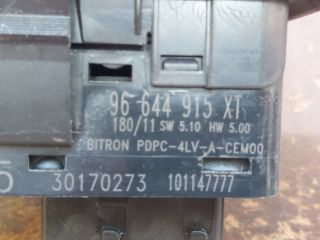 96 644 915 XT
180/11 SW 5.10 HW 5.00
BITRON PDPC-4LV-A-CEM00
30170273 101147777